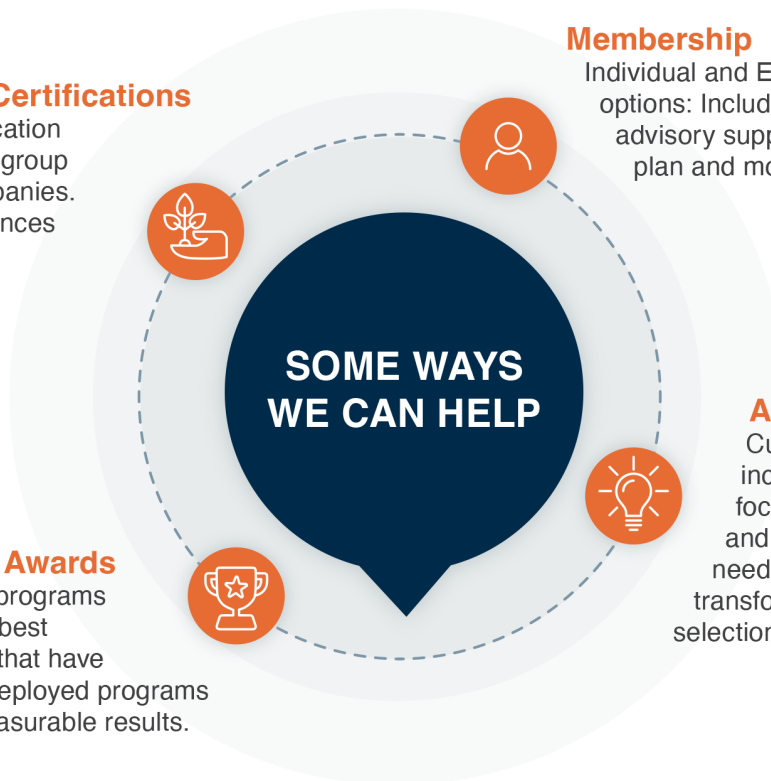 Membership
Individual and E
options: Includ
advisory supp
plan and mo
Certifications
cation
group
panies.
nces
SOME WAYS
WE CAN HELP
A
Cu
inc
foc
and
need
transfo
selection
Awards
programs
best
that have
eployed programs
asurable results.